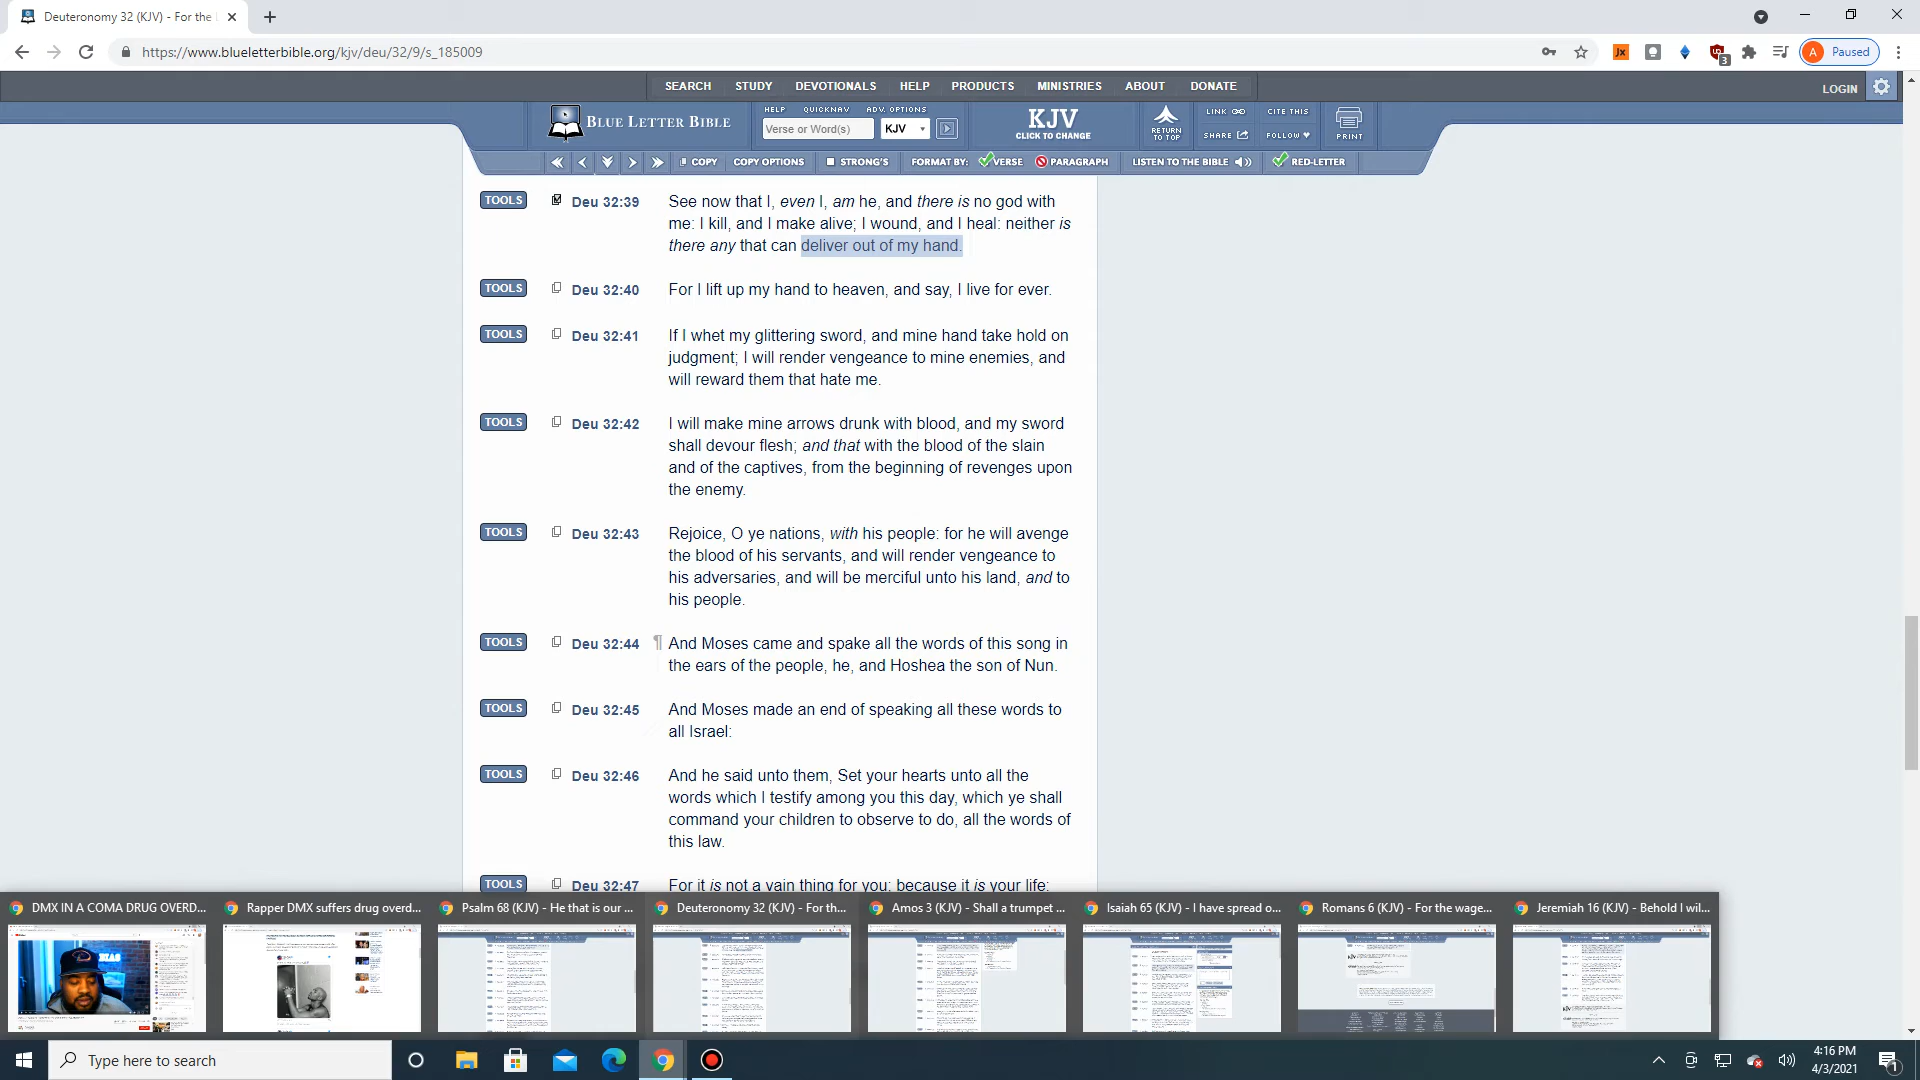 Deuteronomy 32 (KJV) - For the
https://www.blueletterbible.org/kjv/deu/32/9/s_185009
Jx
3
A Paused
SEARCH STUDY DEVOTIONALS HELP PRODUCTS MINISTRIES ABOUT DONATE
LOGIN
BLUE LETTER BIBLE
HELP QUICKNAV ADV. OPTIONS
Verse or Word(s) KJV
KJV
CLICK TO CHANGE
RETURN TO TOP
LINK CITE THIS
SHARE FOLLOW
PRINT
COPY COPY OPTIONS STRONG'S FORMAT BY: VERSE PARAGRAPH LISTEN TO THE BIBLE RED-LETTER
TOOLS Deu 32:39 See now that I, even I, am he, and there is no god with
me: I kill, and I make alive; I wound, and I heal: neither is
there any that can deliver out of my hand.
TOOLS Deu 32:40 For I lift up my hand to heaven, and say, I live for ever.
TOOLS Deu 32:41 If I whet my glittering sword, and mine hand take hold on
judgment; I will render vengeance to mine enemies, and
will reward them that hate me.
TOOLS Deu 32:42 I will make mine arrows drunk with blood, and my sword
shall devour flesh; and that with the blood of the slain
and of the captives, from the beginning of revenges upon
the enemy.
TOOLS Deu 32:43 Rejoice, O ye nations, with his people: for he will avenge
the blood of his servants, and will render vengeance to
his adversaries, and will be merciful unto his land, and to
his people.
TOOLS Deu 32:44 ¶ And Moses came and spake all the words of this song in
the ears of the people, he, and Hoshea the son of Nun.
TOOLS Deu 32:45 And Moses made an end of speaking all these words to
all Israel:
TOOLS Deu 32:46 And he said unto them, Set your hearts unto all the
words which I testify among you this day, which ye shall
command your children to observe to do, all the words of
this law.
TOOLS Deu 32:47 For it is not a vain thing for you; because it is your life:
DMX IN A COMA DRUG OVERD...
Rapper DMX suffers drug overd...
Psalm 68 (KJV) - He that is our ...
Deuteronomy 32 (KJV) - For th...
Amos 3 (KJV) - Shall a trumpet ...
Isaiah 65 (KJV) - I have spread o...
Romans 6 (KJV) - For the wage...
Jeremiah 16 (KJV) - Behold I wil...
Type here to search
4:16 PM
4/3/2021
1